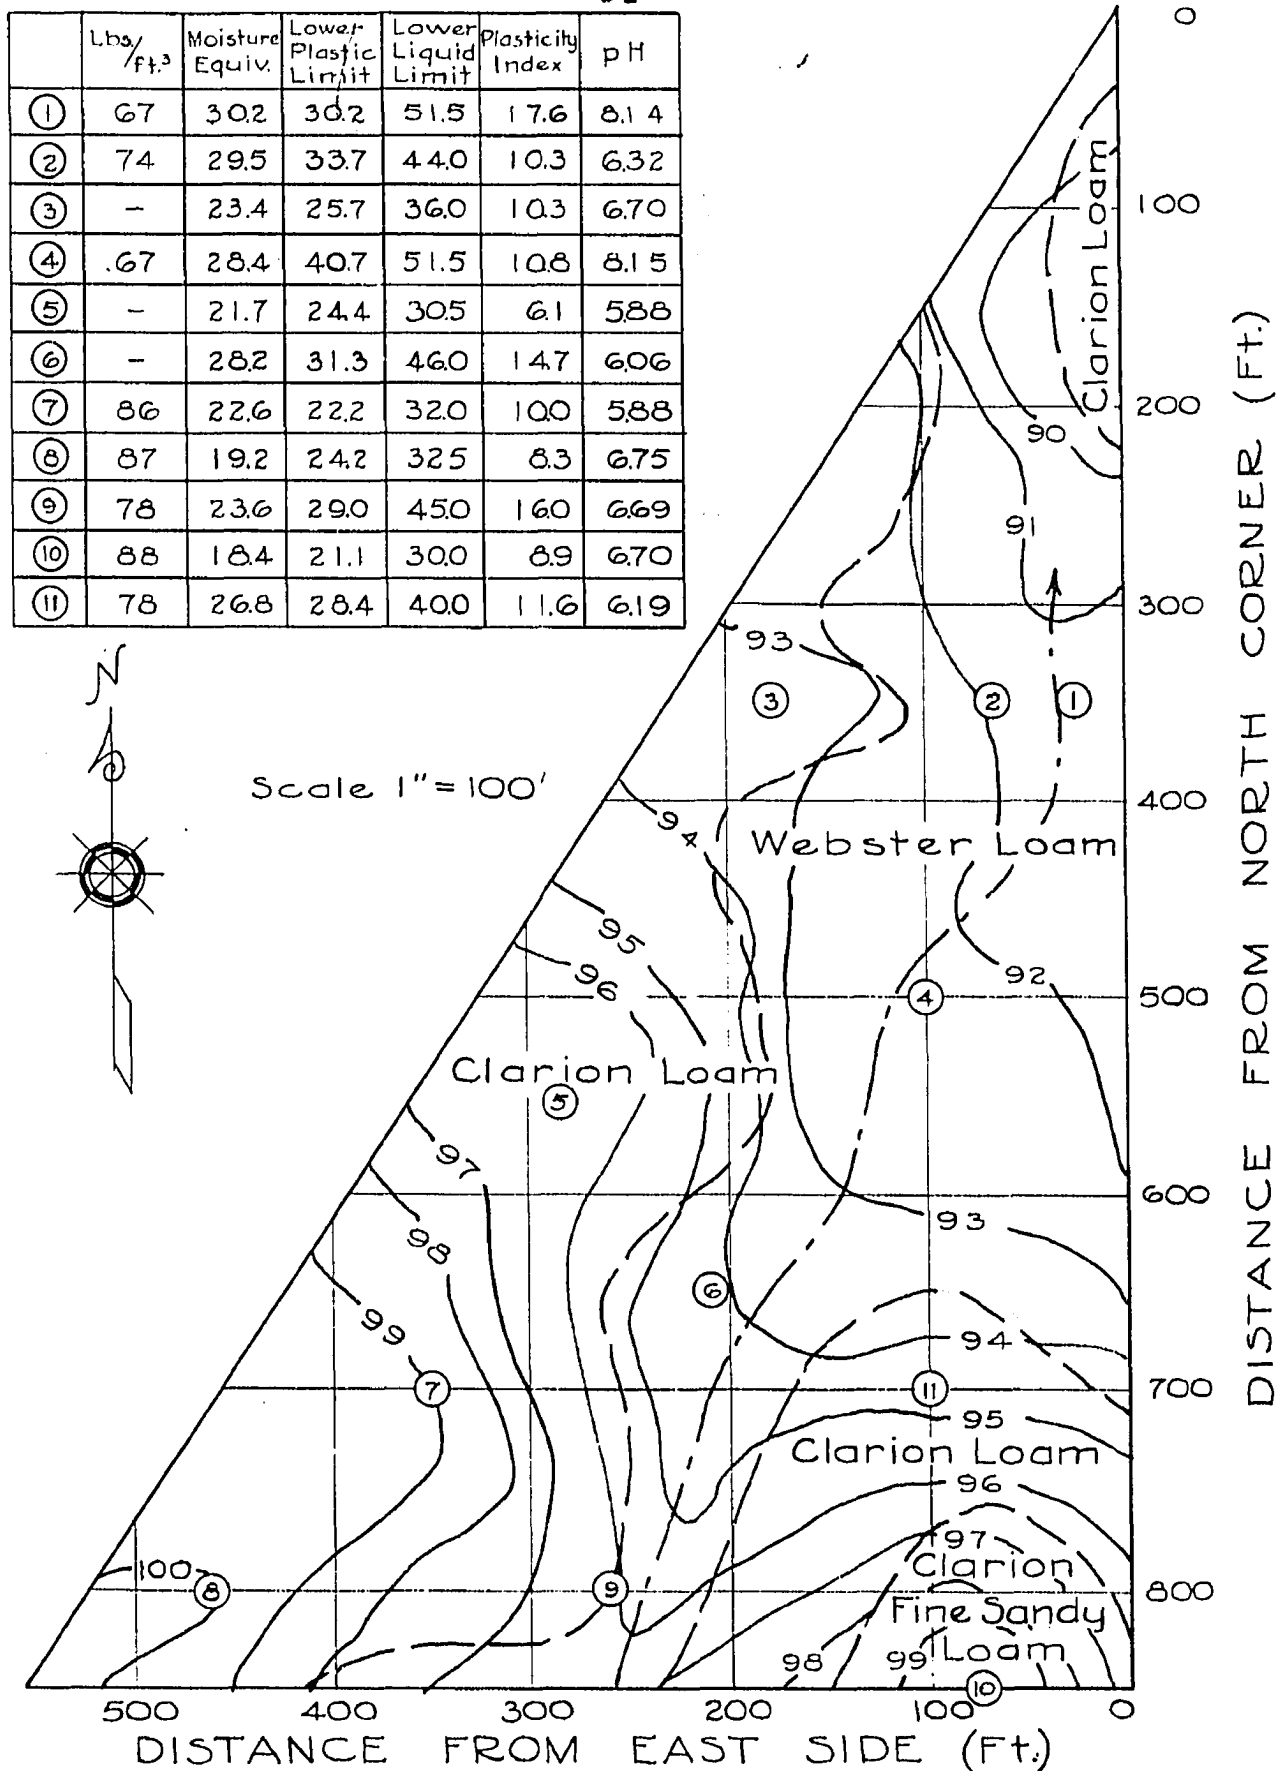 Lbs/ft.³ Moisture Equiv. Lower Plastic Limit Lower Liquid Limit Plasticity Index pH
1 67 30.2 30.2 51.5 17.6 8.14
2 74 29.5 33.7 44.0 10.3 6.32
3 - 23.4 25.7 36.0 10.3 6.70
4 .67 28.4 40.7 51.5 10.8 8.15
5 - 21.7 24.4 30.5 6.1 5.88
6 - 28.2 31.3 46.0 14.7 6.06
7 86 22.6 22.2 32.0 10.0 5.88
8 87 19.2 24.2 32.5 8.3 6.75
9 78 23.6 29.0 45.0 16.0 6.69
10 88 18.4 21.1 30.0 8.9 6.70
11 78 26.8 28.4 40.0 11.6 6.19
N
Scale 1" = 100'
0
100
Clarion Loam
200
90
91
300
93
3
2
1
400
94
Webster Loam
95
96
92
500
4
Clarion Loam
5
97
600
93
98
6
99
94
7
11
700
95
Clarion Loam
96
97
100
8
9
Clarion
800
Fine Sandy
Loam
98
99
10
500 400 300 200 100 0
DISTANCE FROM EAST SIDE (Ft.)
DISTANCE FROM NORTH CORNER (Ft.)